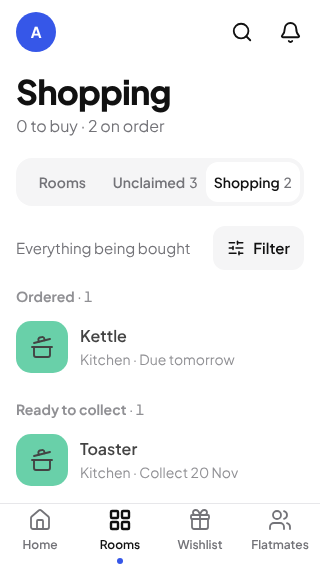 A
Shopping
0 to buy · 2 on order
Rooms
Unclaimed 3
Shopping 2
Everything being bought
Filter
Ordered · 1
Kettle
Kitchen · Due tomorrow
Ready to collect · 1
Toaster
Kitchen · Collect 20 Nov
Home
Rooms
Wishlist
Flatmates